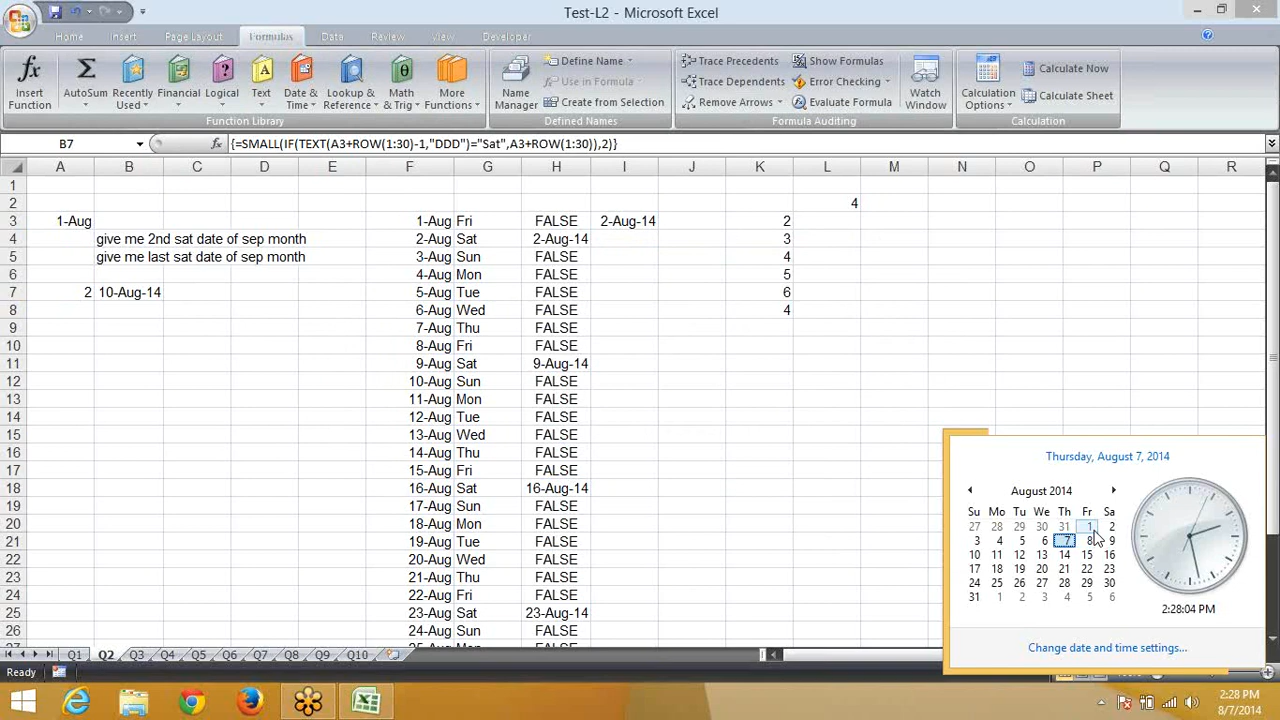 Test-L2 - Microsoft Excel
Home Insert Page Layout Formulas Data Review View Developer
fx Insert Function
Σ AutoSum
Recently Used
Financial
Logical
Text
Date & Time
Lookup & Reference
Math & Trig
More Functions
Function Library
Name Manager
Define Name
Use in Formula
Create from Selection
Defined Names
Trace Precedents
Trace Dependents
Remove Arrows
Show Formulas
Error Checking
Evaluate Formula
Formula Auditing
Watch Window
Calculation Options
Calculate Now
Calculate Sheet
Calculation
B7 fx {=SMALL(IF(TEXT(A3+ROW(1:30)-1,"DDD")="Sat",A3+ROW(1:30)),2)}
A B C D E F G H I J K L M N O P Q R
1
2 4
3 1-Aug 1-Aug Fri FALSE 2-Aug-14 2
4 give me 2nd sat date of sep month 2-Aug Sat 2-Aug-14 3
5 give me last sat date of sep month 3-Aug Sun FALSE 4
6 4-Aug Mon FALSE 5
7 2 10-Aug-14 5-Aug Tue FALSE 6
8 6-Aug Wed FALSE 4
9 7-Aug Thu FALSE
10 8-Aug Fri FALSE
11 9-Aug Sat 9-Aug-14
12 10-Aug Sun FALSE
13 11-Aug Mon FALSE
14 12-Aug Tue FALSE
15 13-Aug Wed FALSE
16 14-Aug Thu FALSE
17 15-Aug Fri FALSE
18 16-Aug Sat 16-Aug-14
19 17-Aug Sun FALSE
20 18-Aug Mon FALSE
21 19-Aug Tue FALSE
22 20-Aug Wed FALSE
23 21-Aug Thu FALSE
24 22-Aug Fri FALSE
25 23-Aug Sat 23-Aug-14
26 24-Aug Sun FALSE
Thursday, August 7, 2014
August 2014
Su Mo Tu We Th Fr Sa
27 28 29 30 31 1 2
3 4 5 6 7 8 9
10 11 12 13 14 15 16
17 18 19 20 21 22 23
24 25 26 27 28 29 30
31 1 2 3 4 5 6
2:28:04 PM
Change date and time settings...
Q1 Q2 Q3 Q4 Q5 Q6 Q7 Q8 Q9 Q10
Ready
2:28 PM
8/7/2014